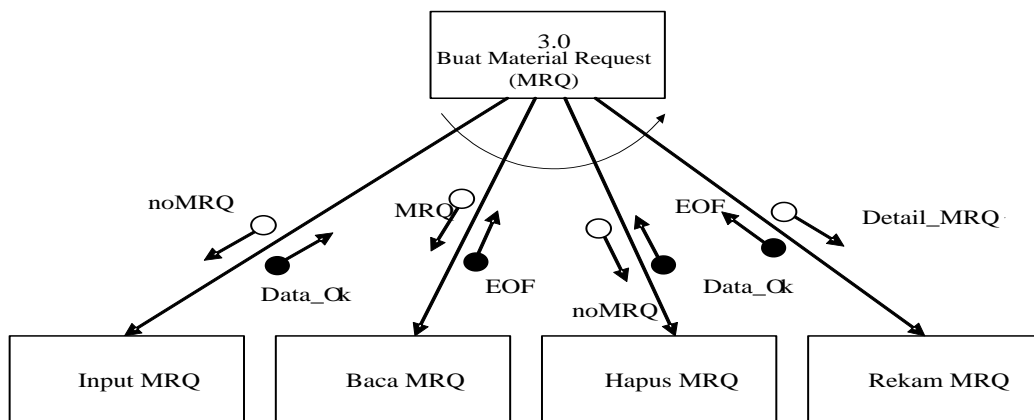 3.0
Buat Material Request
(MRQ)
noMRQ
MRQ
EOF
Detail_MRQ
Data_Ok
EOF
noMRQ
Data_Ok
Input MRQ
Baca MRQ
Hapus MRQ
Rekam MRQ